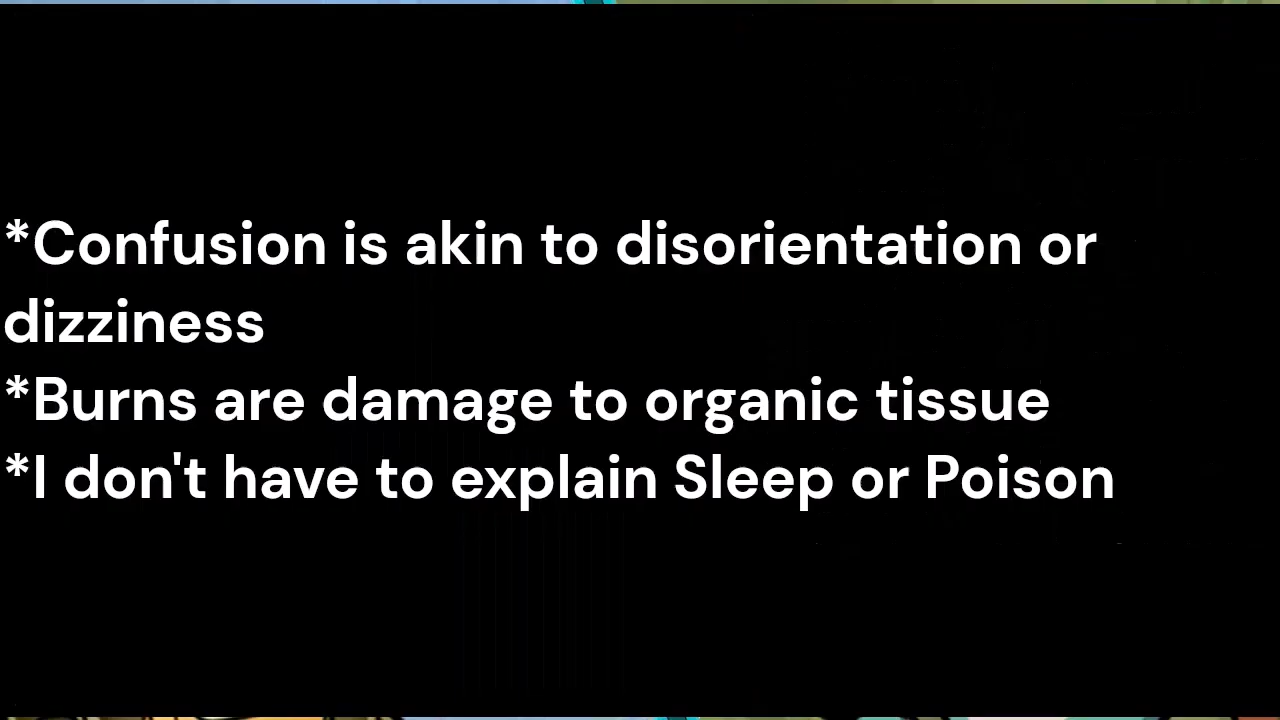 *Confusion is akin to disorientation or
dizziness
*Burns are damage to organic tissue
*I don't have to explain Sleep or Poison